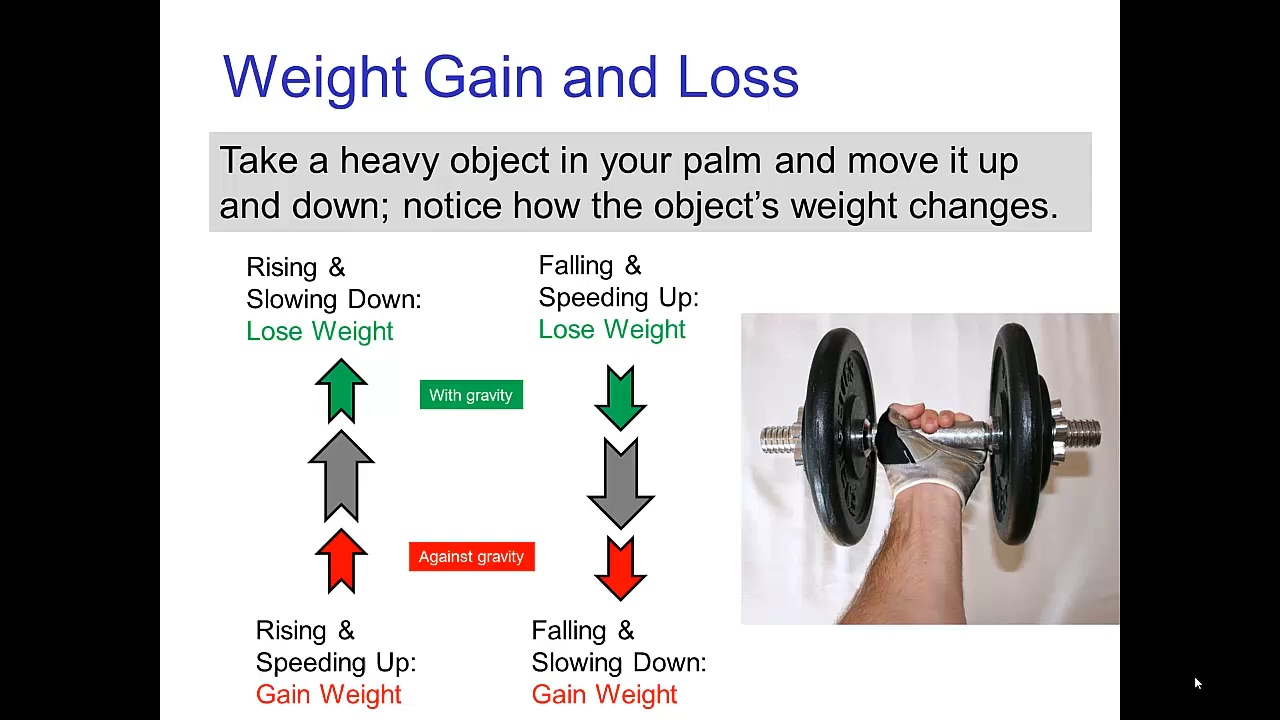 Weight Gain and Loss
Take a heavy object in your palm and move it up
and down; notice how the object's weight changes.
Rising &
Slowing Down:
Lose Weight
Falling &
Speeding Up:
Lose Weight
With gravity
Against gravity
Rising &
Speeding Up:
Gain Weight
Falling &
Slowing Down:
Gain Weight